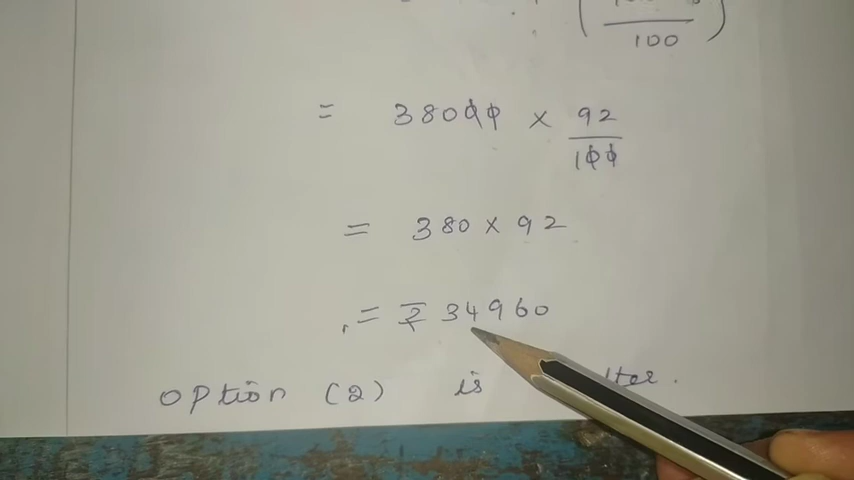 100
= 38000 × 92
100
= 380 × 92
= ₹ 34960
option (2) is